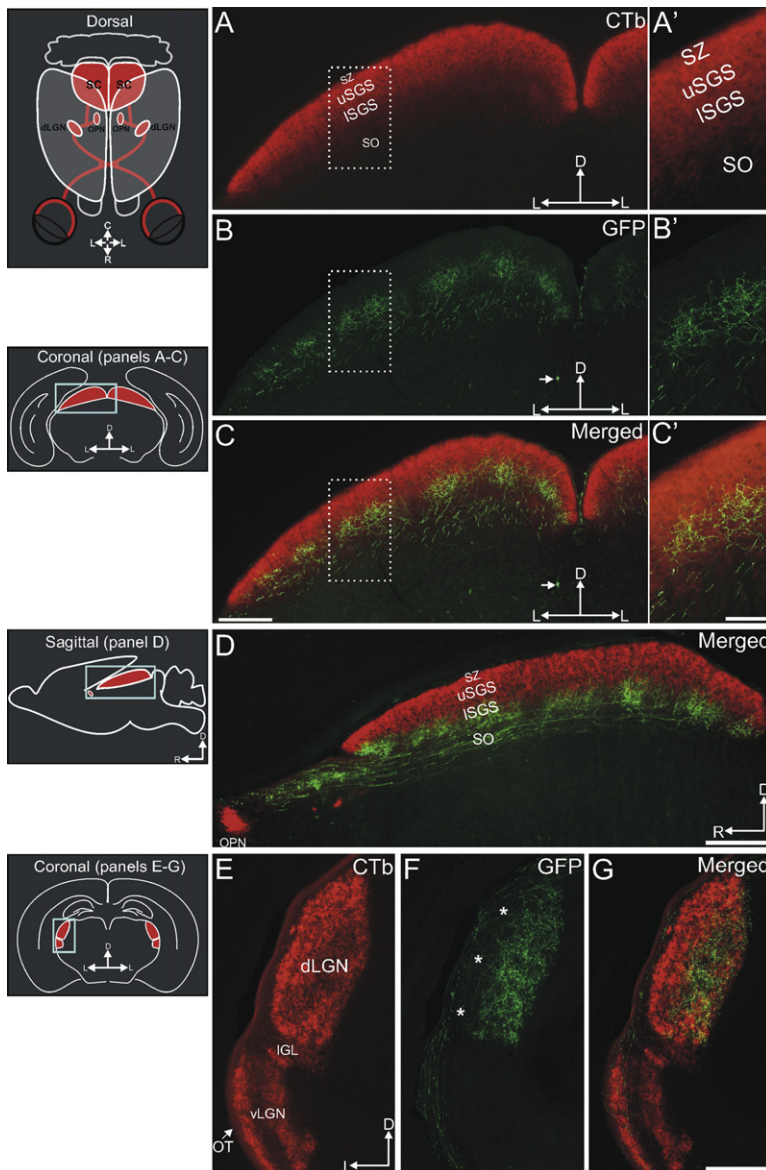 Dorsal
SC SC
dLGN OPN OPN dLGN
C
L L
R
A CTb
SZ
uSGS
lSGS
SO
D
L L
A'
SZ
uSGS
lSGS
SO
B GFP
D
L L
B'
Coronal (panels A-C)
D
L L
C Merged
D
L L
C'
Sagittal (panel D)
D
R
D Merged
SZ
uSGS
lSGS
SO
OPN
D
R
Coronal (panels E-G)
D
L L
E CTb
dLGN
IGL
vLGN
OT
D
L
F GFP
* 
*
*
G Merged